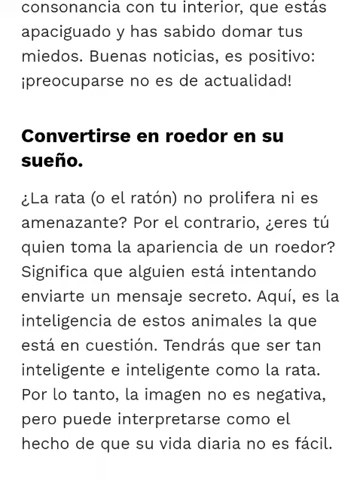 consonancia con tu interior, que estás
apaciguado y has sabido domar tus
miedos. Buenas noticias, es positivo:
¡preocuparse no es de actualidad!
Convertirse en roedor en su
sueño.
¿La rata (o el ratón) no prolifera ni es
amenazante? Por el contrario, ¿eres tú
quien toma la apariencia de un roedor?
Significa que alguien está intentando
enviarte un mensaje secreto. Aquí, es la
inteligencia de estos animales la que
está en cuestión. Tendrás que ser tan
inteligente e inteligente como la rata.
Por lo tanto, la imagen no es negativa,
pero puede interpretarse como el
hecho de que su vida diaria no es fácil.